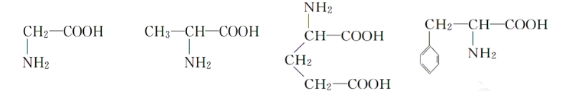 CH₂—COOH
NH₂
CH₃—CH—COOH
NH₂
NH₂
CH—COOH
CH₂
CH₂—COOH
CH₂—CH—COOH
NH₂